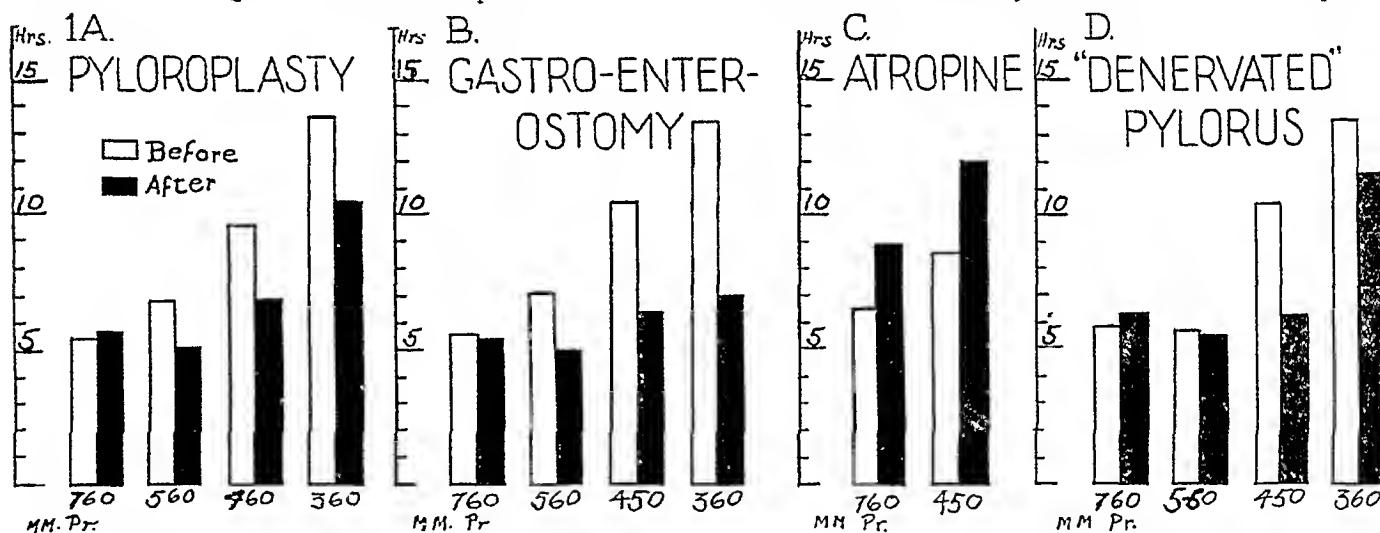 Hrs. 1A.
15
PYLOROPLASTY
Before
After
10
5
760 560 460 360
MM. Pr.
Hrs B.
15
GASTRO-ENTER-
OSTOMY
10
5
760 560 450 360
MM. Pr
Hrs C.
15
ATROPINE
10
5
760 450
MM Pr.
Hrs D.
15
"DENERVATED"
PYLORUS
10
5
760 560 450 360
MM Pr.